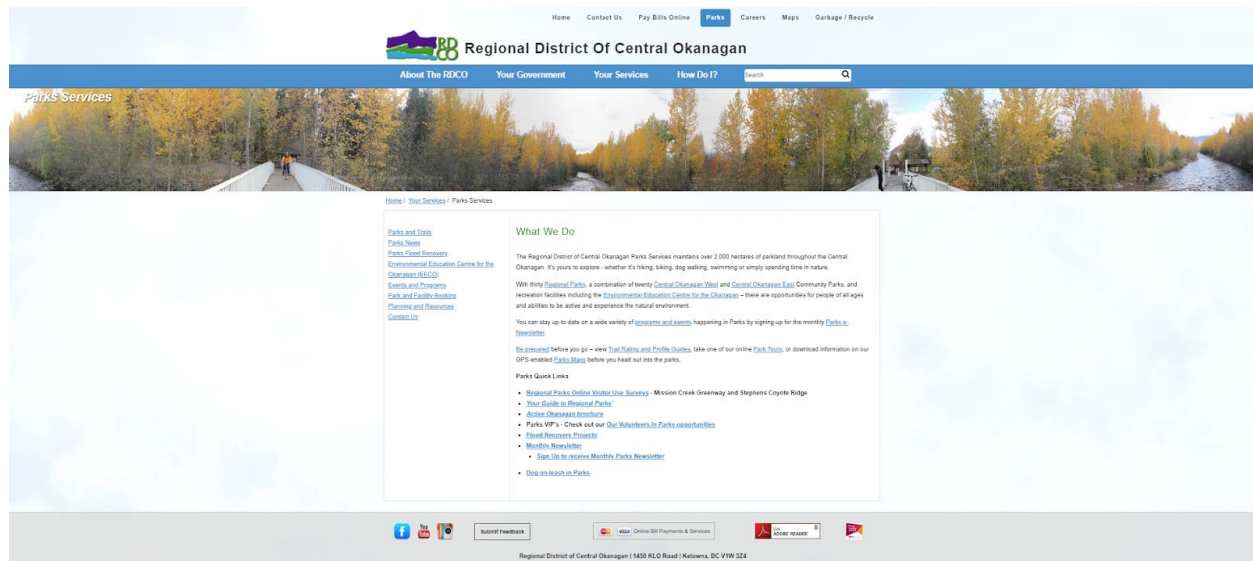 Home Contact Us Pay Bills Online Parks Careers Maps Garbage / Recycle
RDCO Regional District Of Central Okanagan
About The RDCO Your Government Your Services How Do I? Search
Parks Services
Home / Your Services / Parks Services
Parks and Trails
Parks News
Parks Flood Recovery
Environmental Education Centre for the
Okanagan (EECO)
Events and Programs
Park and Facility Booking
Planning and Resources
Contact Us
What We Do
The Regional District of Central Okanagan Parks Services maintains over 2,000 hectares of parkland throughout the Central
Okanagan. It's yours to explore - whether it's hiking, biking, dog walking, swimming or simply spending time in nature.
With thirty Regional Parks, a combination of twenty Central Okanagan West and Central Okanagan East Community Parks, and
recreation facilities including the Environmental Education Centre for the Okanagan – there are opportunities for people of all ages
and abilities to be active and experience the natural environment.
You can stay up-to-date on a wide variety of programs and events happening in Parks by signing-up for the monthly Parks e-
Newsletter.
Be prepared before you go – view Trail Rating and Profile Guides, take one of our online Park Tours, or download information on our
GPS-enabled Parks Maps before you head out into the parks.
Parks Quick Links
Regional Parks Online Visitor Use Surveys - Mission Creek Greenway and Stephens Coyote Ridge
Your Guide to Regional Parks'
Active Okanagan brochure
Parks VIP's - Check out our Our Volunteers In Parks opportunities
Flood Recovery Projects
Monthly Newsletter
Sign Up to receive Monthly Parks Newsletter
Dog on-leash in Parks
You Tube
Submit Feedback
VISA Online Bill Payments & Services
Get ADOBE READER
Regional District of Central Okanagan | 1450 KLO Road | Kelowna, BC V1W 3Z4